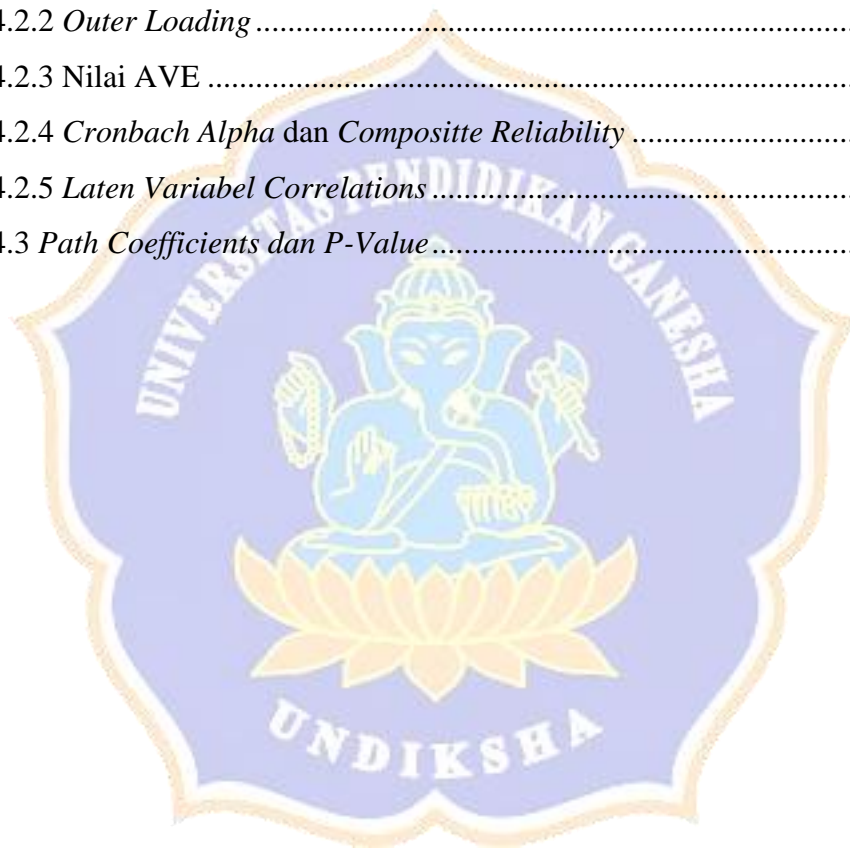 4.2.2 Outer Loading...............................................................................
4.2.3 Nilai AVE .....................................................................................
4.2.4 Cronbach Alpha dan Compositte Reliability .............................
4.2.5 Laten Variabel Correlations........................................................
4.3 Path Coefficients dan P-Value........................................................
UNIVERSITAS PENDIDIKAN GANESHA
UNDIKSHA